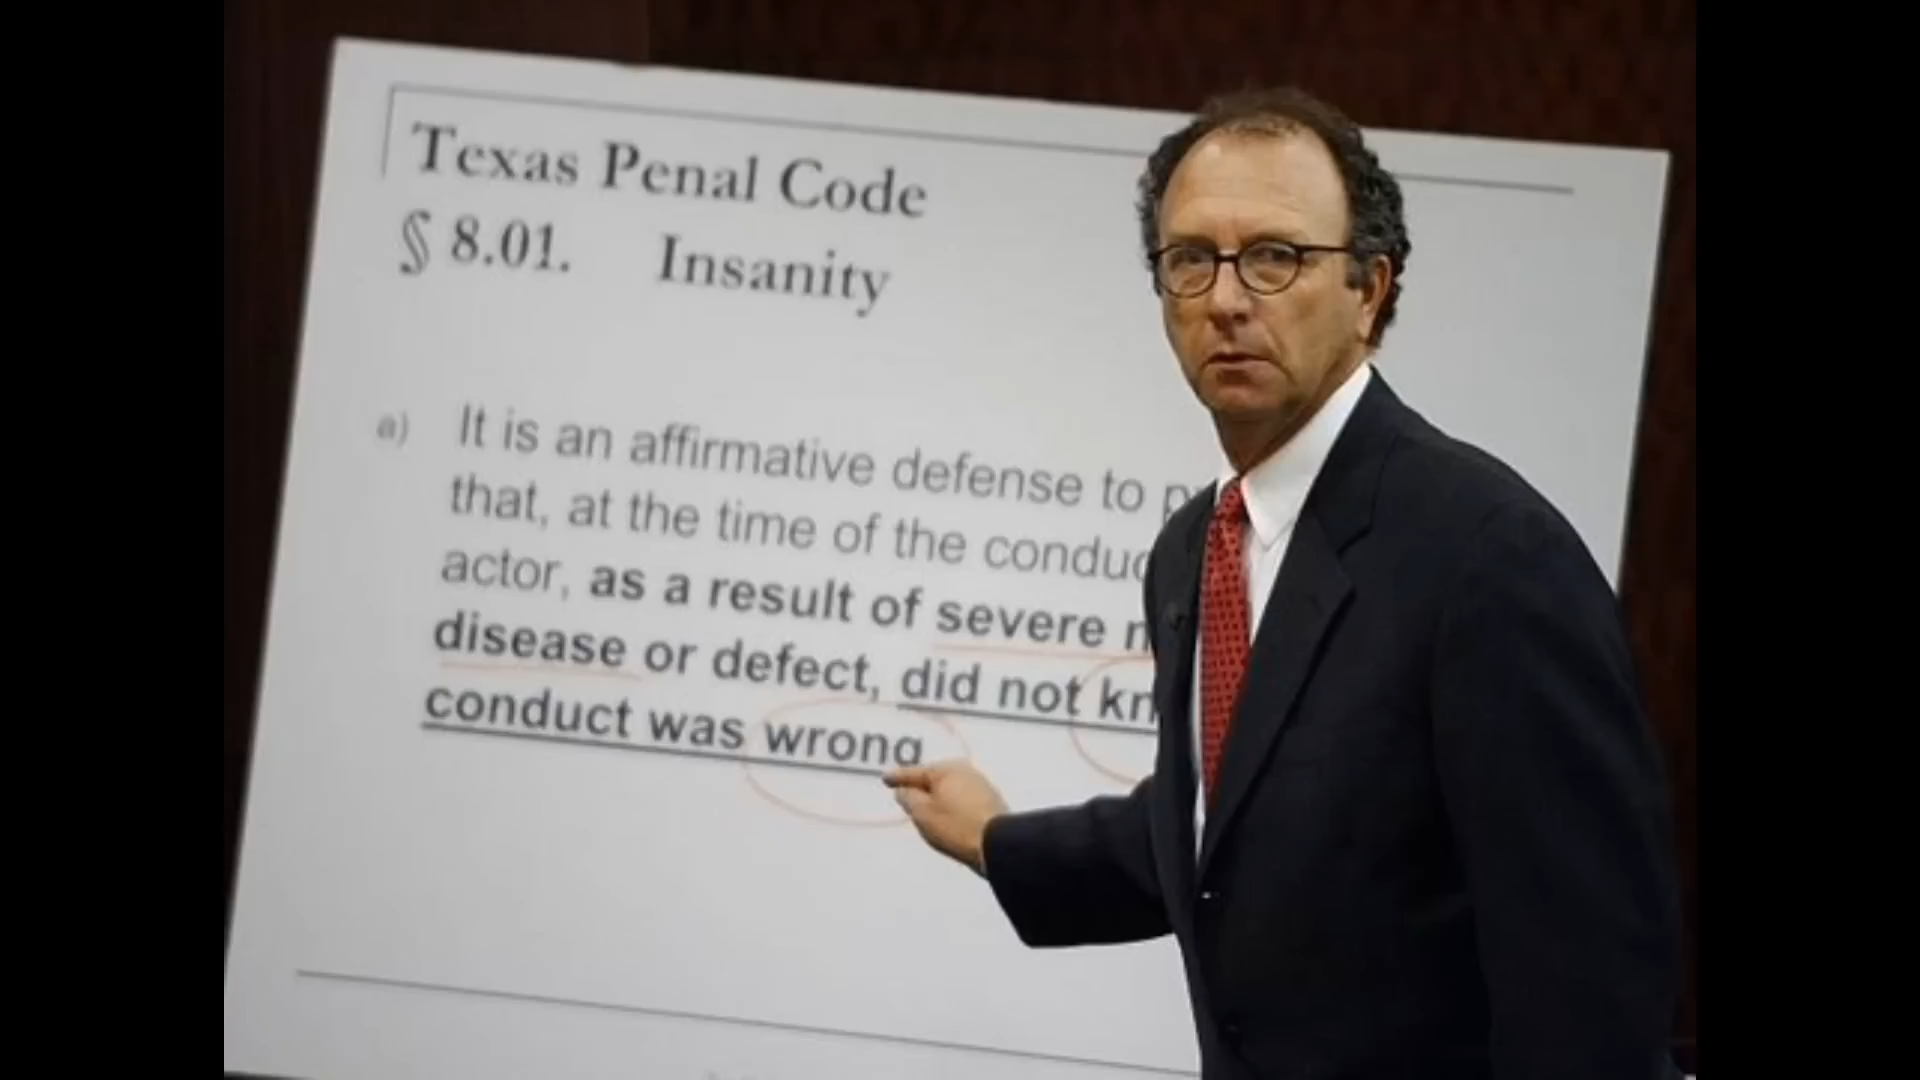 Texas Penal Code
§ 8.01. Insanity
a) It is an affirmative defense to
that, at the time of the
actor, as a result of severe
disease or defect, did not
conduct was wrong